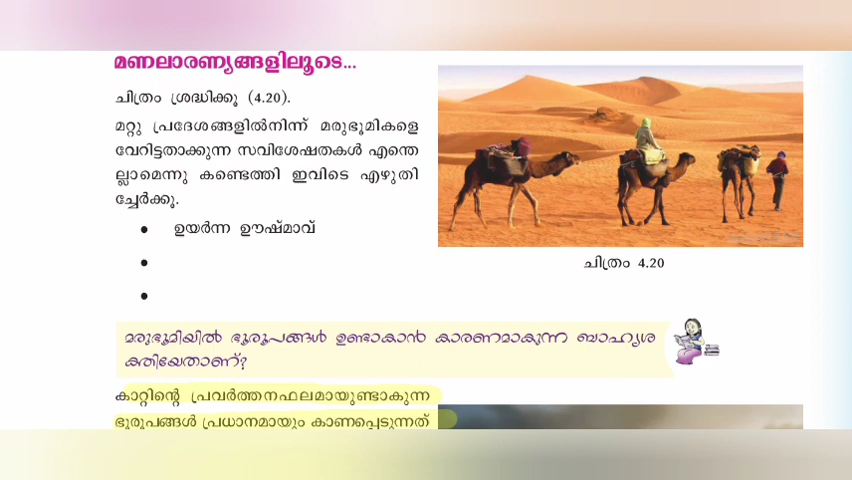 മണലാരണ്യങ്ങളിലൂടെ...
ചിത്രം ശ്രദ്ധിക്കൂ (4.20).
മറ്റു പ്രദേശങ്ങളിൽനിന്ന് മരുഭൂമികളെ
വേറിട്ടതാക്കുന്ന സവിശേഷതകൾ എന്തെ
ല്ലാമെന്നു കണ്ടെത്തി ഇവിടെ എഴുതി
ച്ചേർക്കൂ.
• ഉയർന്ന ഊഷ്മാവ്
•
•
ചിത്രം 4.20
മരുഭൂമിയിൽ ഭൂരൂപങ്ങൾ ഉണ്ടാകാൻ കാരണമാകുന്ന ബാഹ്യശ
ക്തിയേതാണ്?
കാറ്റിന്റെ പ്രവർത്തനഫലമായുണ്ടാകുന്ന
ഭൂരൂപങ്ങൾ പ്രധാനമായും കാണപ്പെടുന്നത്